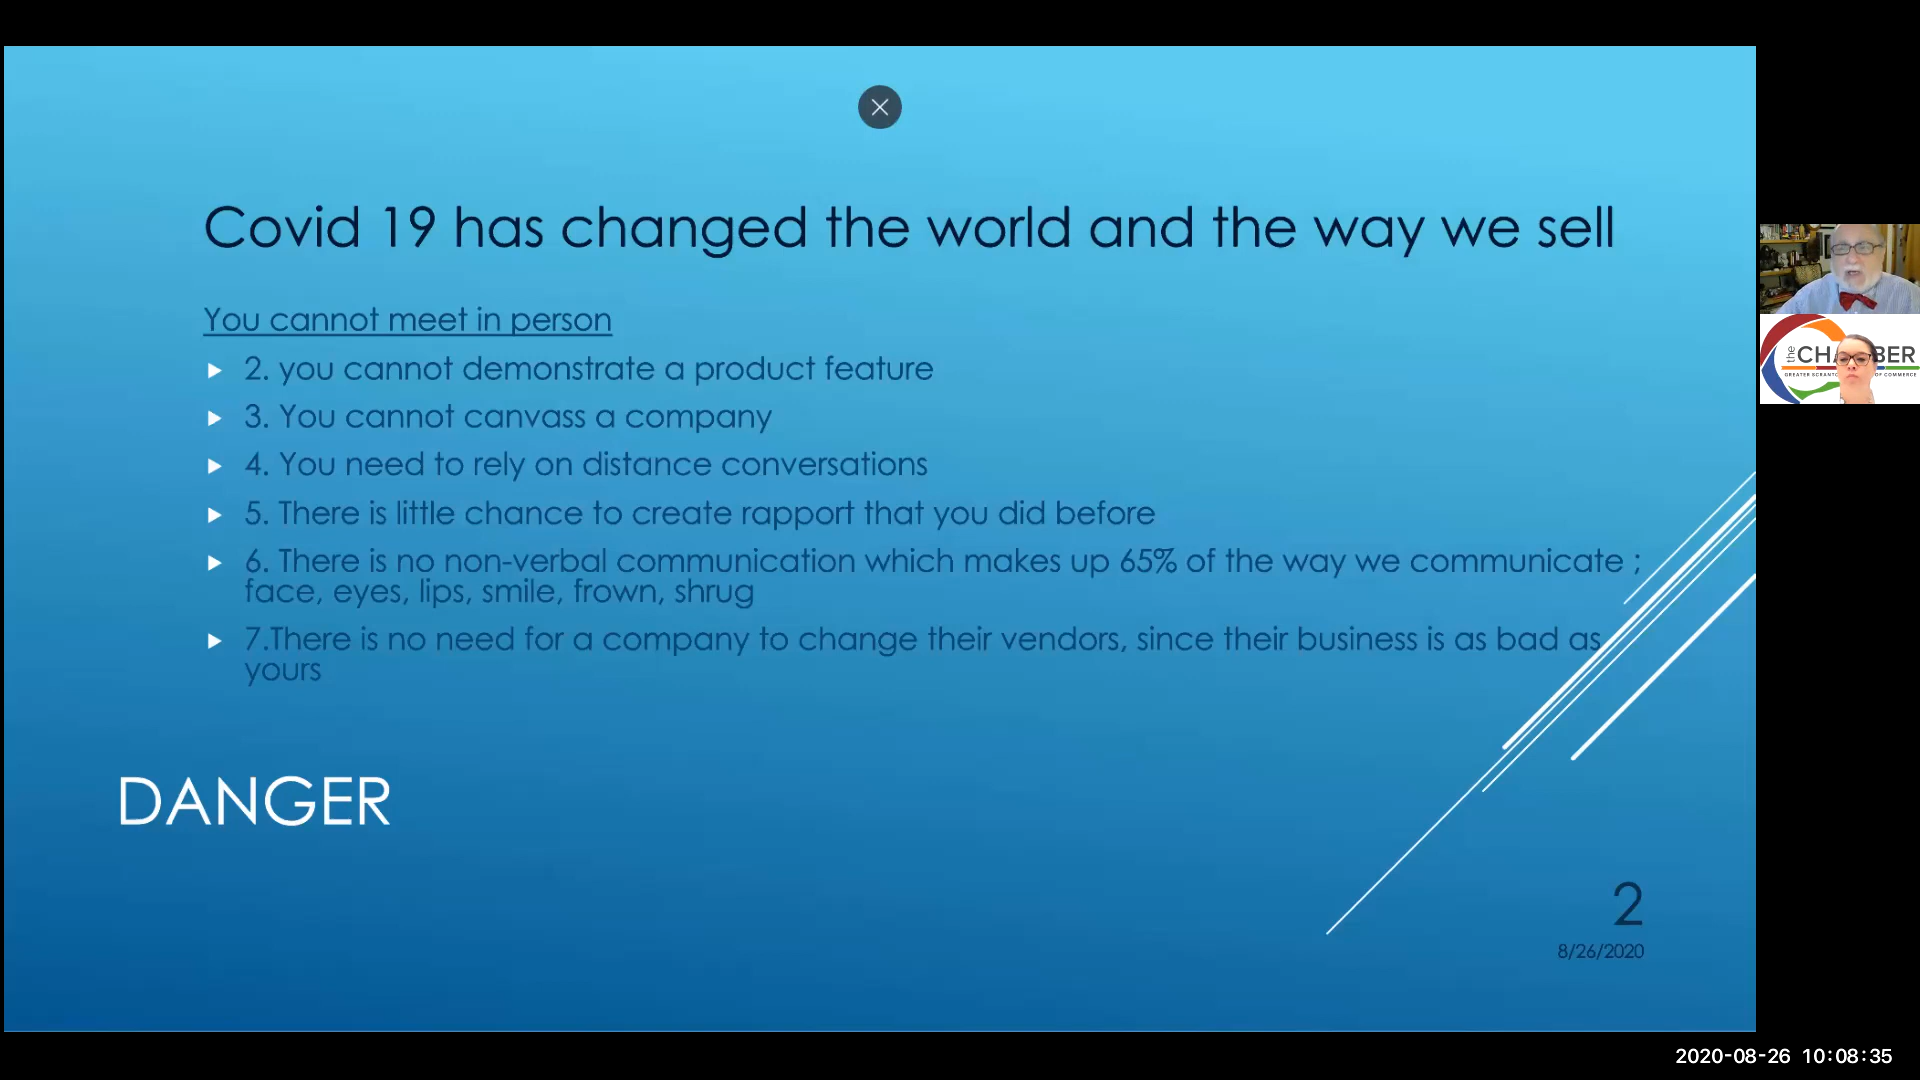 Covid 19 has changed the world and the way we sell
You cannot meet in person
2. you cannot demonstrate a product feature
3. You cannot canvass a company
4. You need to rely on distance conversations
5. There is little chance to create rapport that you did before
6. There is no non-verbal communication which makes up 65% of the way we communicate ;
face, eyes, lips, smile, frown, shrug
7.There is no need for a company to change their vendors, since their business is as bad as
yours
DANGER
2
8/26/2020
the
GREATER
OF COMMERCE
2020-08-26 10:08:35